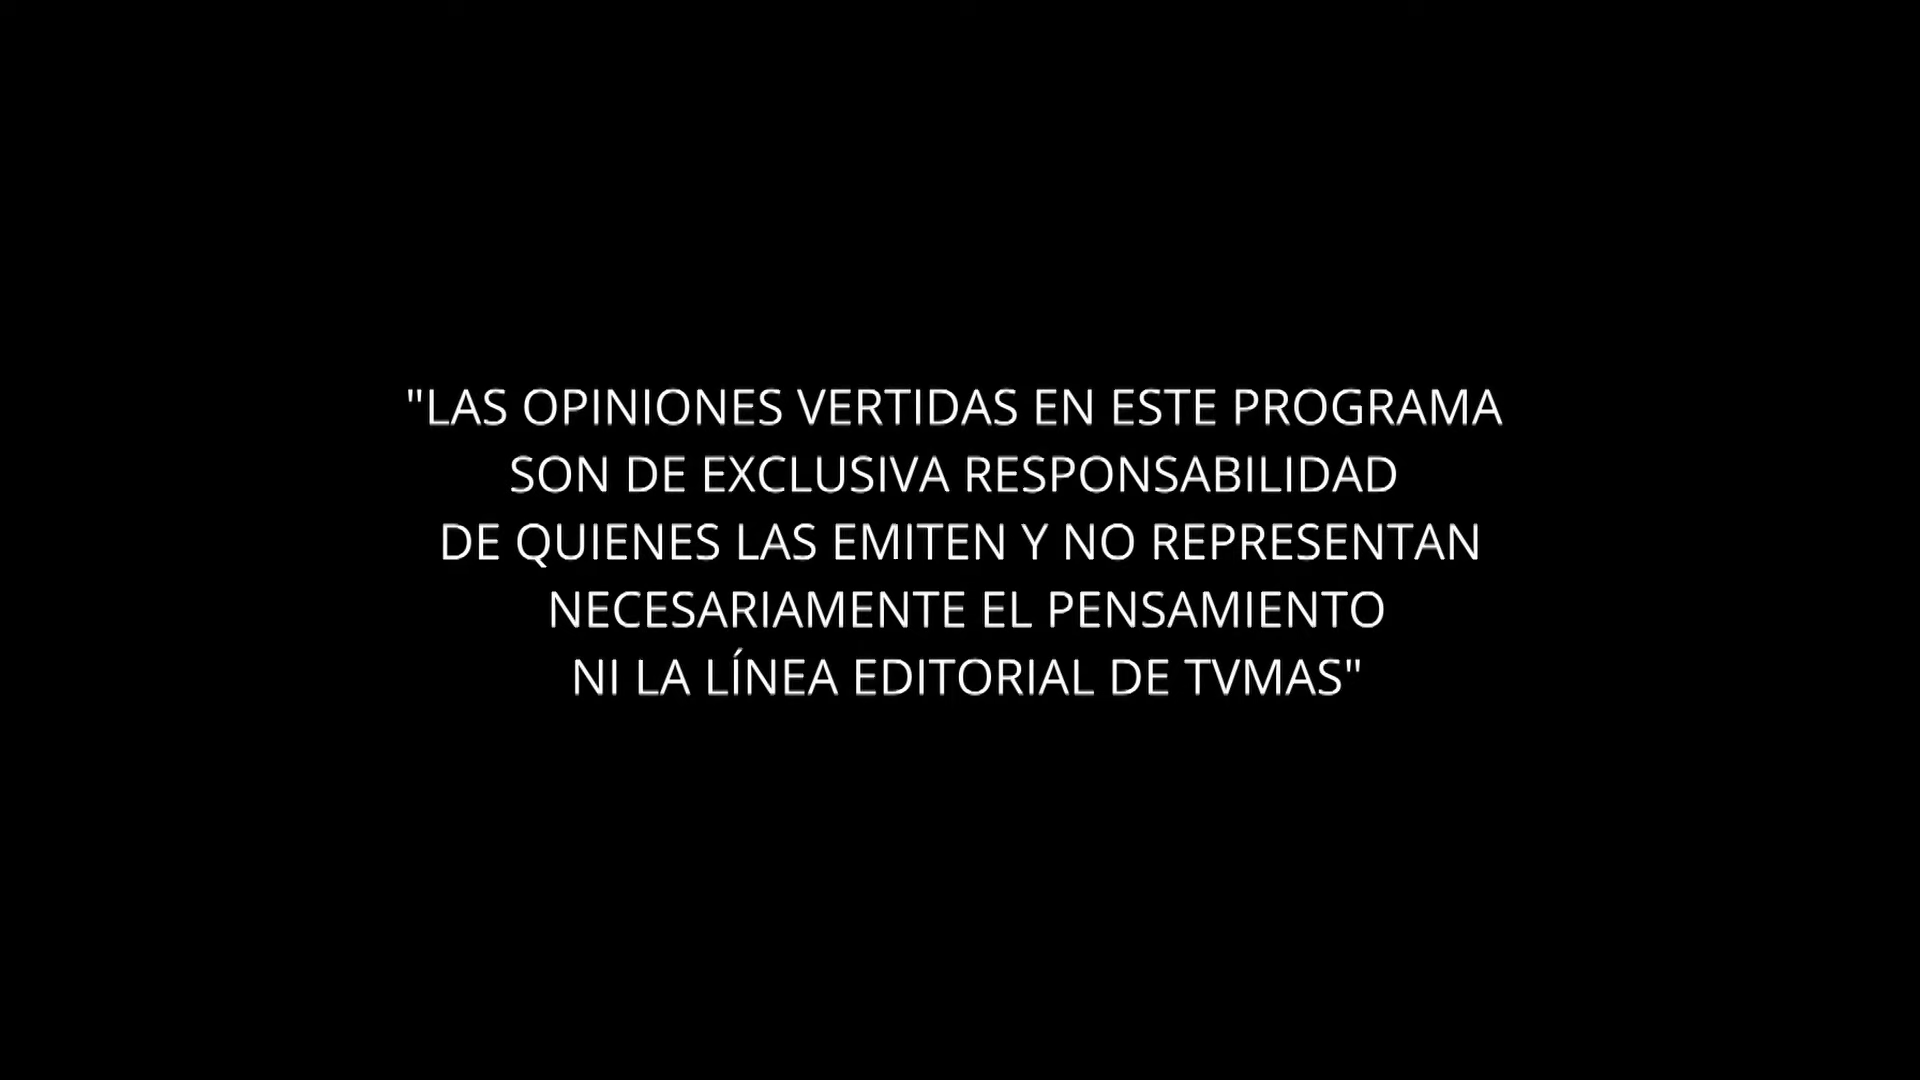 "LAS OPINIONES VERTIDAS EN ESTE PROGRAMA
SON DE EXCLUSIVA RESPONSABILIDAD
DE QUIENES LAS EMITEN Y NO REPRESENTAN
NECESARIAMENTE EL PENSAMIENTO
NI LA LÍNEA EDITORIAL DE TVMAS"